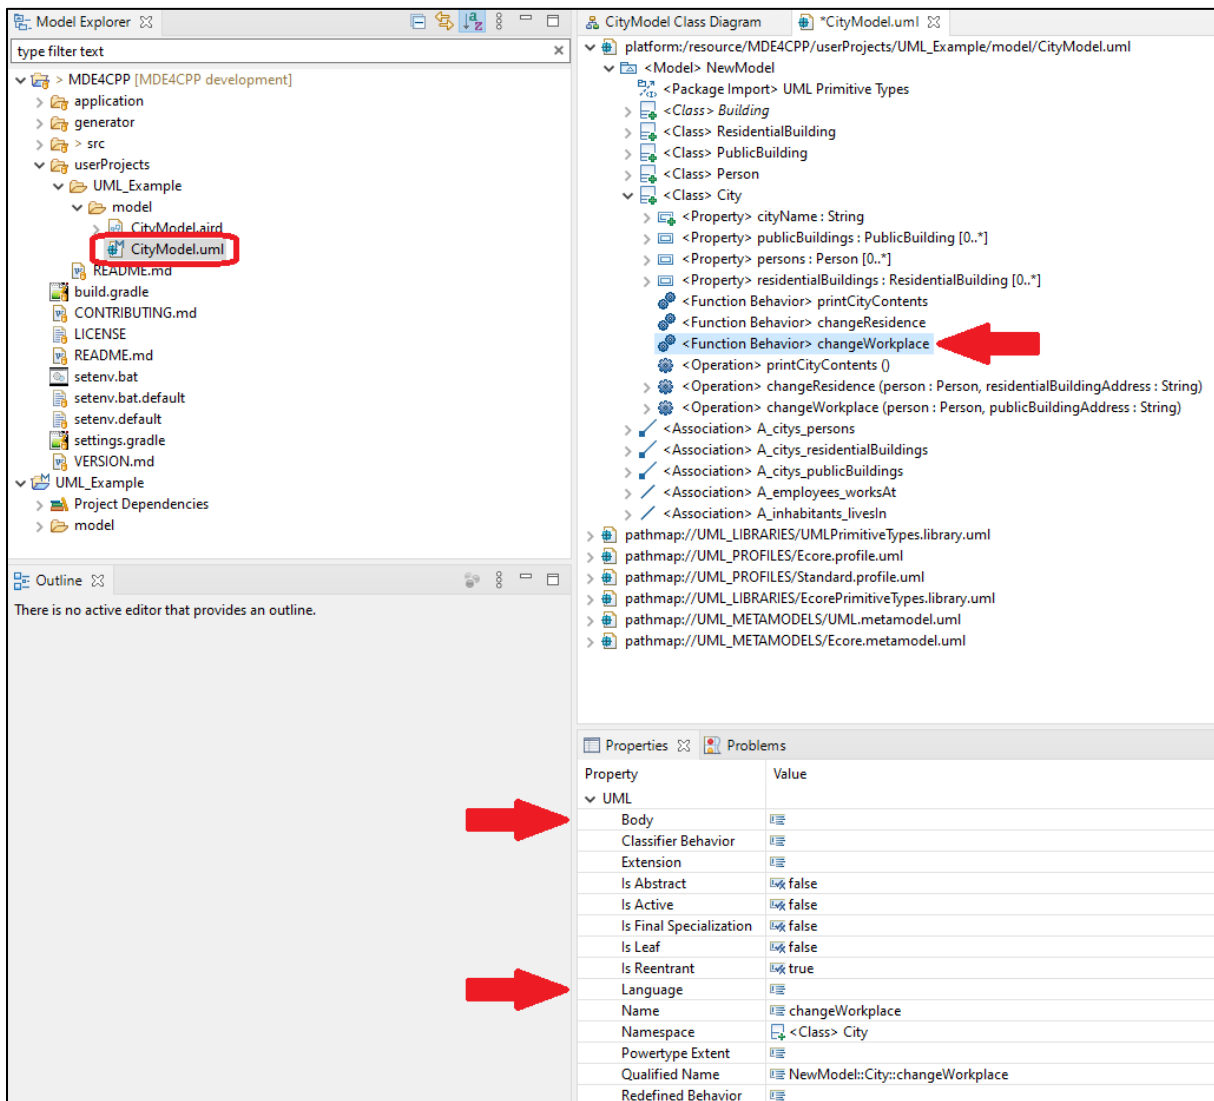 Model Explorer
type filter text
> MDE4CPP [MDE4CPP development]
application
generator
> src
userProjects
UML_Example
model
CityModel.aird
CityModel.uml
README.md
build.gradle
CONTRIBUTING.md
LICENSE
README.md
setenv.bat
setenv.bat.default
setenv.default
settings.gradle
VERSION.md
UML_Example
Project Dependencies
model
Outline
There is no active editor that provides an outline.
CityModel Class Diagram
*CityModel.uml
platform:/resource/MDE4CPP/userProjects/UML_Example/model/CityModel.uml
<Model> NewModel
<Package Import> UML Primitive Types
<Class> Building
<Class> ResidentialBuilding
<Class> PublicBuilding
<Class> Person
<Class> City
<Property> cityName : String
<Property> publicBuildings : PublicBuilding [0..*]
<Property> persons : Person [0..*]
<Property> residentialBuildings : ResidentialBuilding [0..*]
<Function Behavior> printCityContents
<Function Behavior> changeResidence
<Function Behavior> changeWorkplace
<Operation> printCityContents ()
<Operation> changeResidence (person : Person, residentialBuildingAddress : String)
<Operation> changeWorkplace (person : Person, publicBuildingAddress : String)
<Association> A_citys_persons
<Association> A_citys_residentialBuildings
<Association> A_citys_publicBuildings
<Association> A_employees_worksAt
<Association> A_inhabitants_livesIn
pathmap://UML_LIBRARIES/UMLPrimitiveTypes.library.uml
pathmap://UML_PROFILES/Ecore.profile.uml
pathmap://UML_PROFILES/Standard.profile.uml
pathmap://UML_LIBRARIES/EcorePrimitiveTypes.library.uml
pathmap://UML_METAMODELS/UML.metamodel.uml
pathmap://UML_METAMODELS/Ecore.metamodel.uml
Properties
Problems
Property Value
UML
Body
Classifier Behavior
Extension
Is Abstract false
Is Active false
Is Final Specialization false
Is Leaf false
Is Reentrant true
Language
Name changeWorkplace
Namespace <Class> City
Powertype Extent
Qualified Name NewModel::City::changeWorkplace
Redefined Behavior